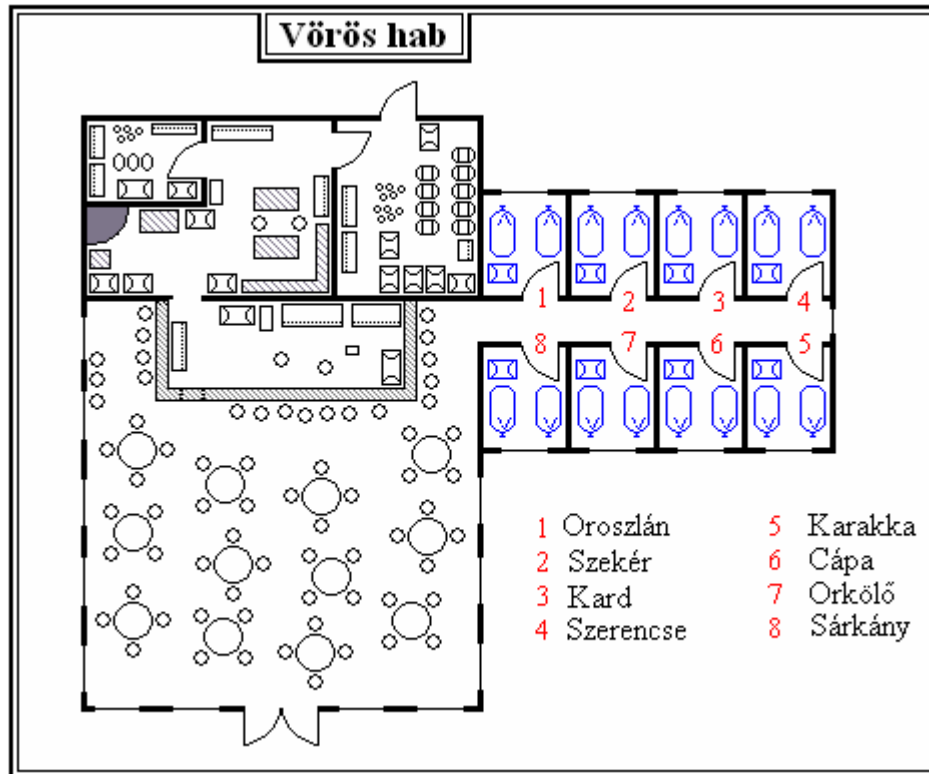 Vörös hab
1 2 3 4
8 7 6 5
1 Oroszlán
2 Szekér
3 Kard
4 Szerencse
5 Karakka
6 Cápa
7 Orkölő
8 Sárkány